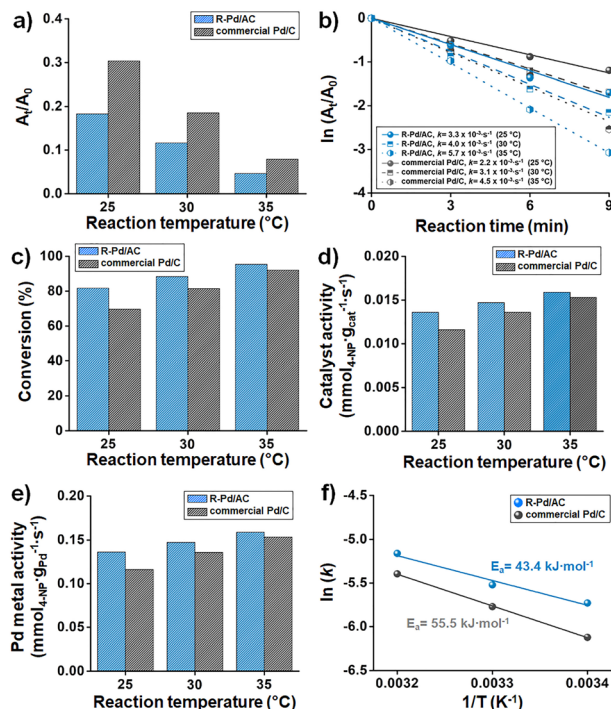 a)
R-Pd/AC
commercial Pd/C
Aₜ/A₀
0.4
0.3
0.2
0.1
0.0
25
30
35
Reaction temperature (°C)
b)
ln (Aₜ/A₀)
0
-1
-2
-3
-4
R-Pd/AC, k= 3.3 x 10⁻³·s⁻¹ (25 °C)
R-Pd/AC, k= 4.0 x 10⁻³·s⁻¹ (30 °C)
R-Pd/AC, k= 5.7 x 10⁻³·s⁻¹ (35 °C)
commercial Pd/C, k= 2.2 x 10⁻³·s⁻¹ (25 °C)
commercial Pd/C, k= 3.1 x 10⁻³·s⁻¹ (30 °C)
commercial Pd/C, k= 4.5 x 10⁻³·s⁻¹ (35 °C)
0
3
6
9
Reaction time (min)
c)
R-Pd/AC
commercial Pd/C
Conversion (%)
100
80
60
40
20
0
25
30
35
Reaction temperature (°C)
d)
R-Pd/AC
commercial Pd/C
Catalyst activity
(mmol₄₋NP·g_cat⁻¹·s⁻¹)
0.020
0.015
0.010
0.005
0.000
25
30
35
Reaction temperature (°C)
e)
R-Pd/AC
commercial Pd/C
Pd metal activity
(mmol₄₋NP·g_Pd⁻¹·s⁻¹)
0.20
0.15
0.10
0.05
0.00
25
30
35
Reaction temperature (°C)
f)
R-Pd/AC
commercial Pd/C
ln (k)
-4.5
-5.0
-5.5
-6.0
-6.5
Eₐ= 43.4 kJ·mol⁻¹
Eₐ= 55.5 kJ·mol⁻¹
0.0032
0.0033
0.0034
1/T (K⁻¹)